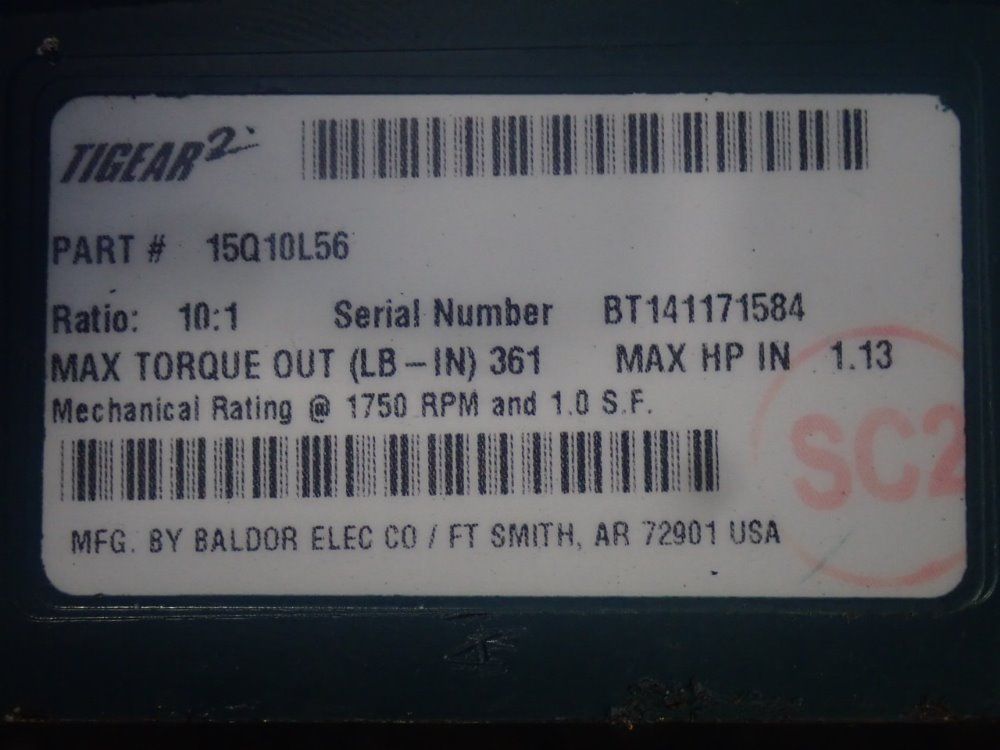 TIGEAR 2
PART # 15Q10L56
Ratio: 10:1 Serial Number BT141171584
MAX TORQUE OUT (LB-IN) 361 MAX HP IN 1.13
Mechanical Rating @ 1750 RPM and 1.0 S.F.
SC2
MFG. BY BALDOR ELEC CO / FT SMITH, AR 72901 USA